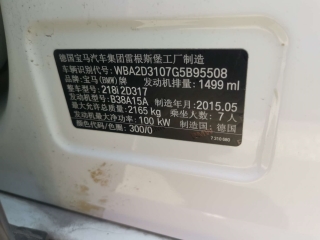 德国宝马汽车集团雷根斯堡工厂制造
车辆识别代号: WBA2D3107G5B95508
品牌: 宝马(BMW)牌 发动机排量: 1499 ml
整车型号: 218i 2D317
发动机型号: B38A15A 制造年月: 2015.05
最大允许总质量: 2165 kg 乘坐人数: 7 人
发动机最大净功率: 100 kW 制造国: 德国
颜色/色标: 300/0